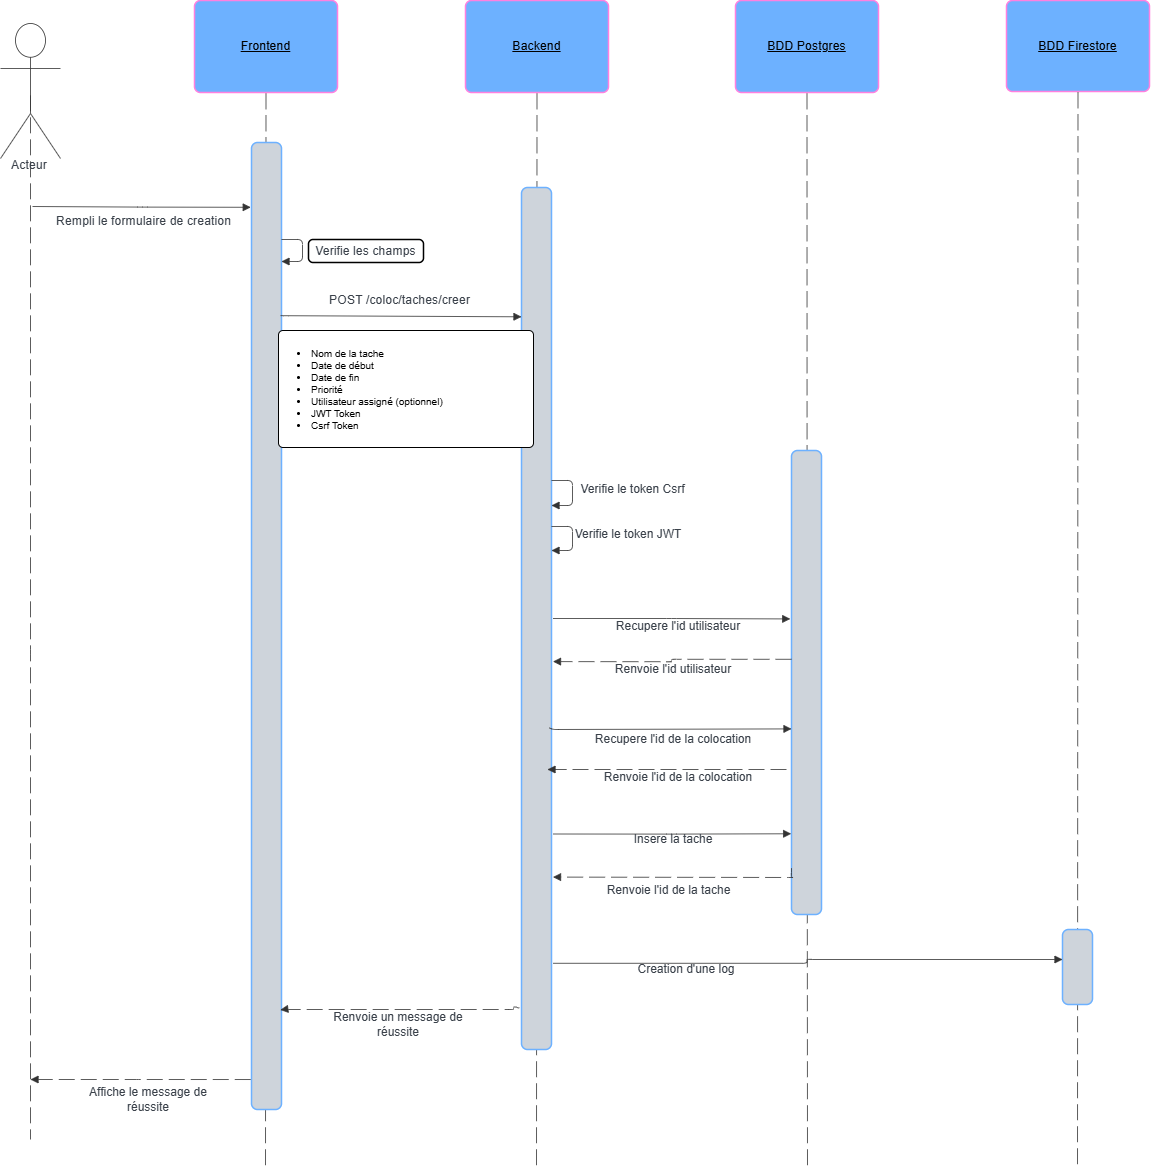 Frontend
Backend
BDD Postgres
BDD Firestore
Acteur
Rempli le formulaire de creation
Verifie les champs
POST /coloc/taches/creer
• Nom de la tache
• Date de début
• Date de fin
• Priorité
• Utilisateur assigné (optionnel)
• JWT Token
• Csrf Token
Verifie le token Csrf
Verifie le token JWT
Recupere l'id utilisateur
Renvoie l'id utilisateur
Recupere l'id de la colocation
Renvoie l'id de la colocation
Insere la tache
Renvoie l'id de la tache
Creation d'une log
Renvoie un message de
réussite
Affiche le message de
réussite